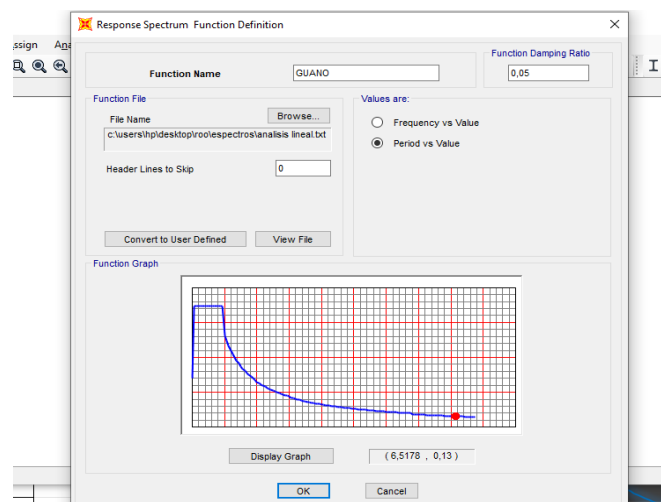 Response Spectrum Function Definition
ssign Ana
Function Damping Ratio
Function Name
GUANO
0,05
Function File
Values are:
File Name
Browse...
Frequency vs Value
c:\users\hp\desktop\roo\espectros\analisis lineal.txt
Period vs Value
Header Lines to Skip
0
Convert to User Defined
View File
Function Graph
Display Graph
( 6,5178 , 0,13 )
OK
Cancel